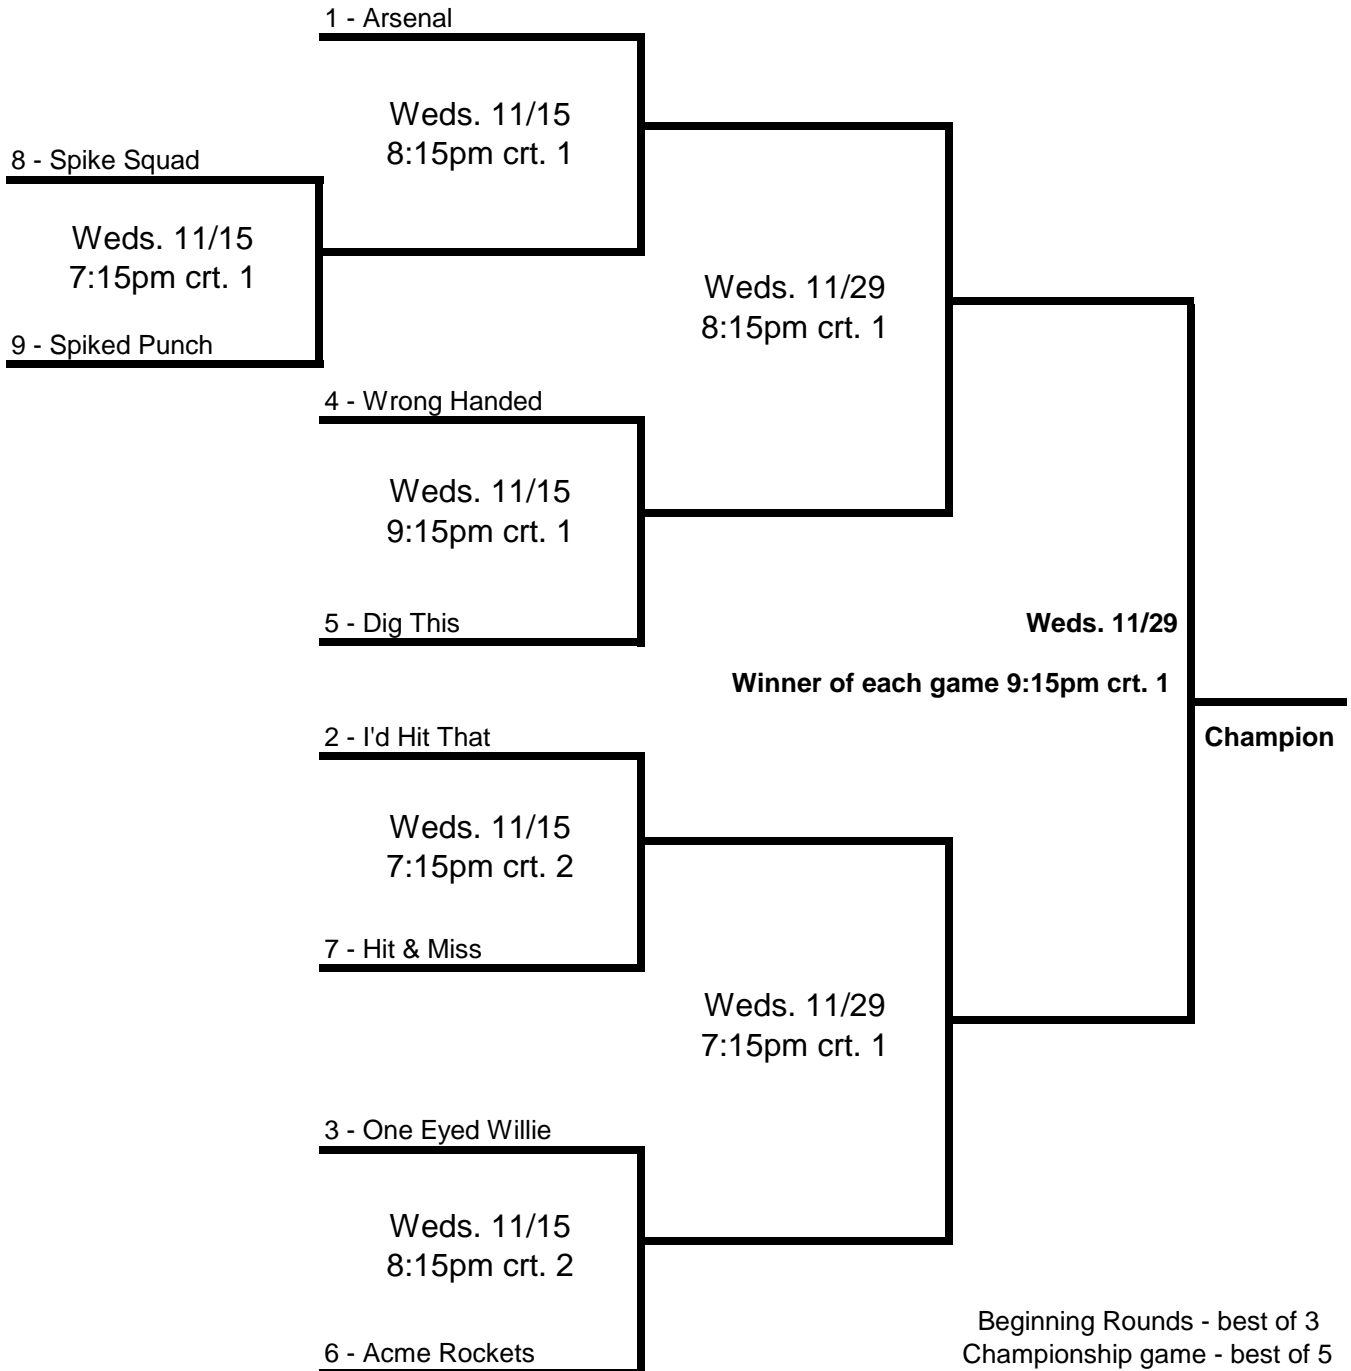 1 - Arsenal
Weds. 11/15
8:15pm crt. 1
8 - Spike Squad
Weds. 11/15
7:15pm crt. 1
9 - Spiked Punch
Weds. 11/29
8:15pm crt. 1
4 - Wrong Handed
Weds. 11/15
9:15pm crt. 1
5 - Dig This
Weds. 11/29
Winner of each game 9:15pm crt. 1
Champion
2 - I'd Hit That
Weds. 11/15
7:15pm crt. 2
7 - Hit & Miss
Weds. 11/29
7:15pm crt. 1
3 - One Eyed Willie
Weds. 11/15
8:15pm crt. 2
6 - Acme Rockets
Beginning Rounds - best of 3
Championship game - best of 5